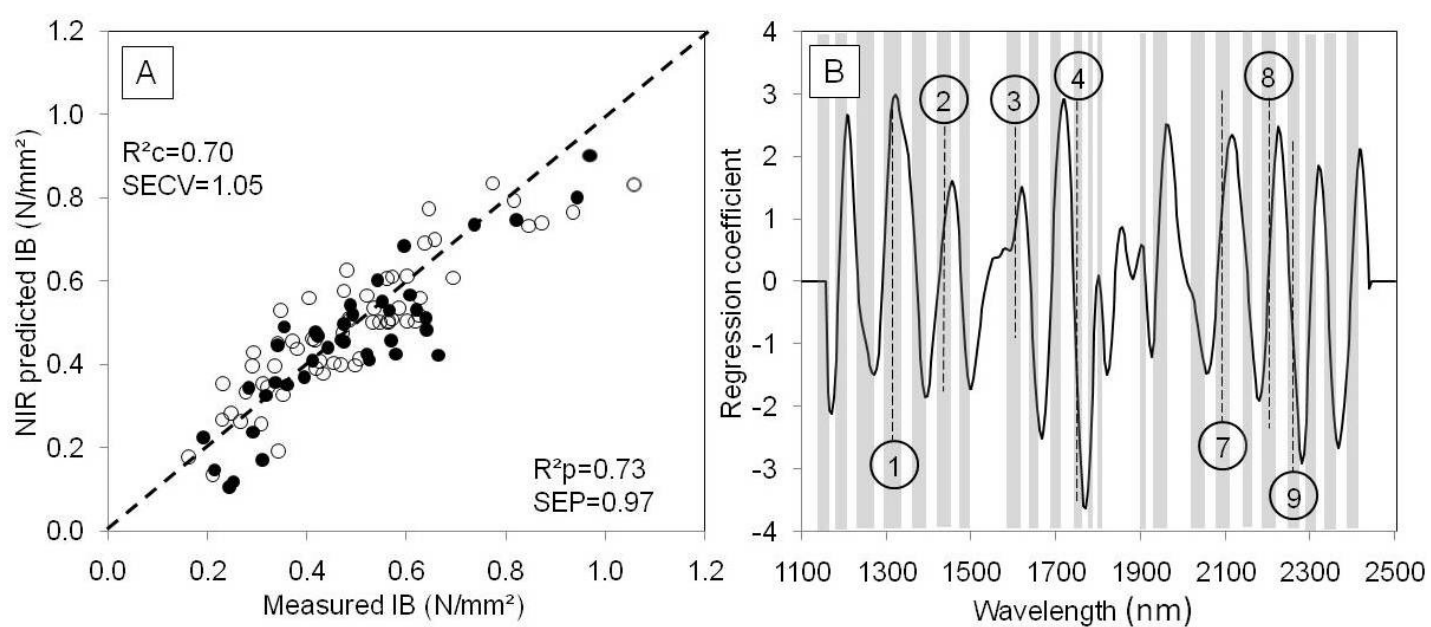 A
R²c=0.70
SECV=1.05
R²p=0.73
SEP=0.97
NIR predicted IB (N/mm²)
1.2
1.0
0.8
0.6
0.4
0.2
0.0
0.0 0.2 0.4 0.6 0.8 1.0 1.2
Measured IB (N/mm²)
B
Regression coefficient
4
3
2
1
0
-1
-2
-3
-4
1
2
3
4
7
8
9
1100 1300 1500 1700 1900 2100 2300 2500
Wavelength (nm)